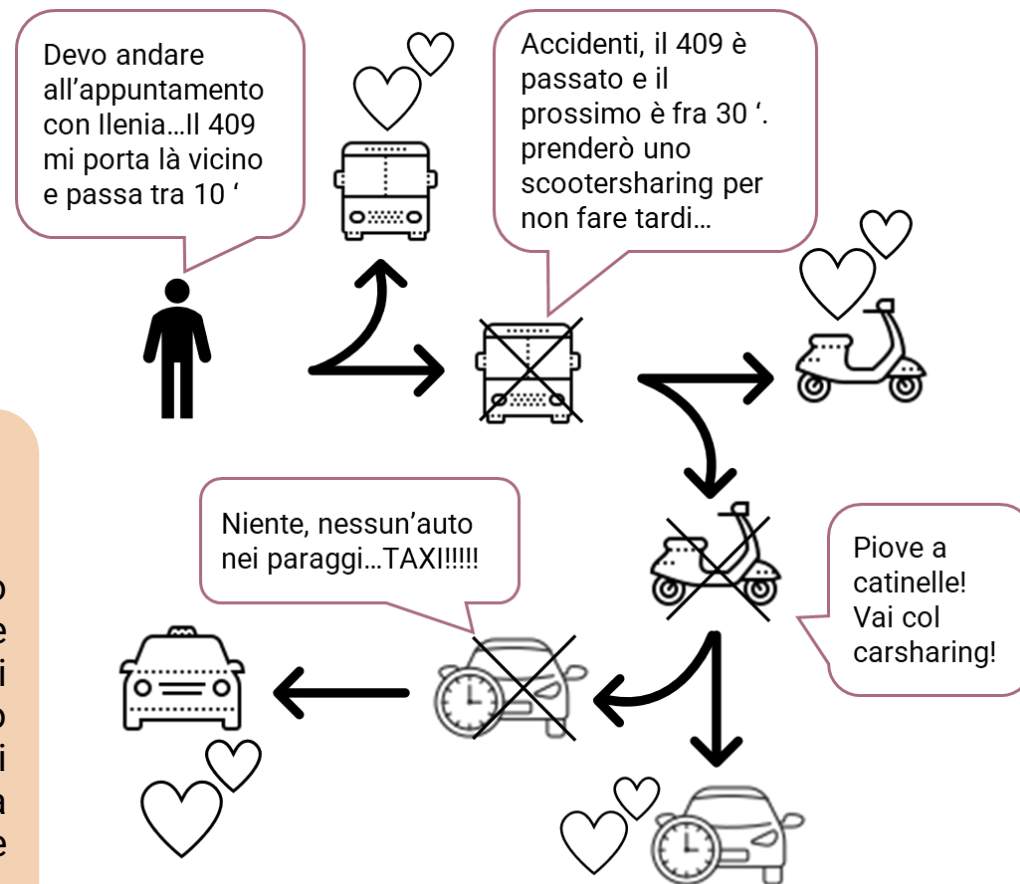 Devo andare
all’appuntamento
con Ilenia…Il 409
mi porta là vicino
e passa tra 10 ‘
Accidenti, il 409 è
passato e il
prossimo è fra 30 ‘.
prenderò uno
scootersharing per
non fare tardi…
Niente, nessun’auto
nei paraggi…TAXI!!!!!!
Piove a
catinelle!
Vai col
carsharing!